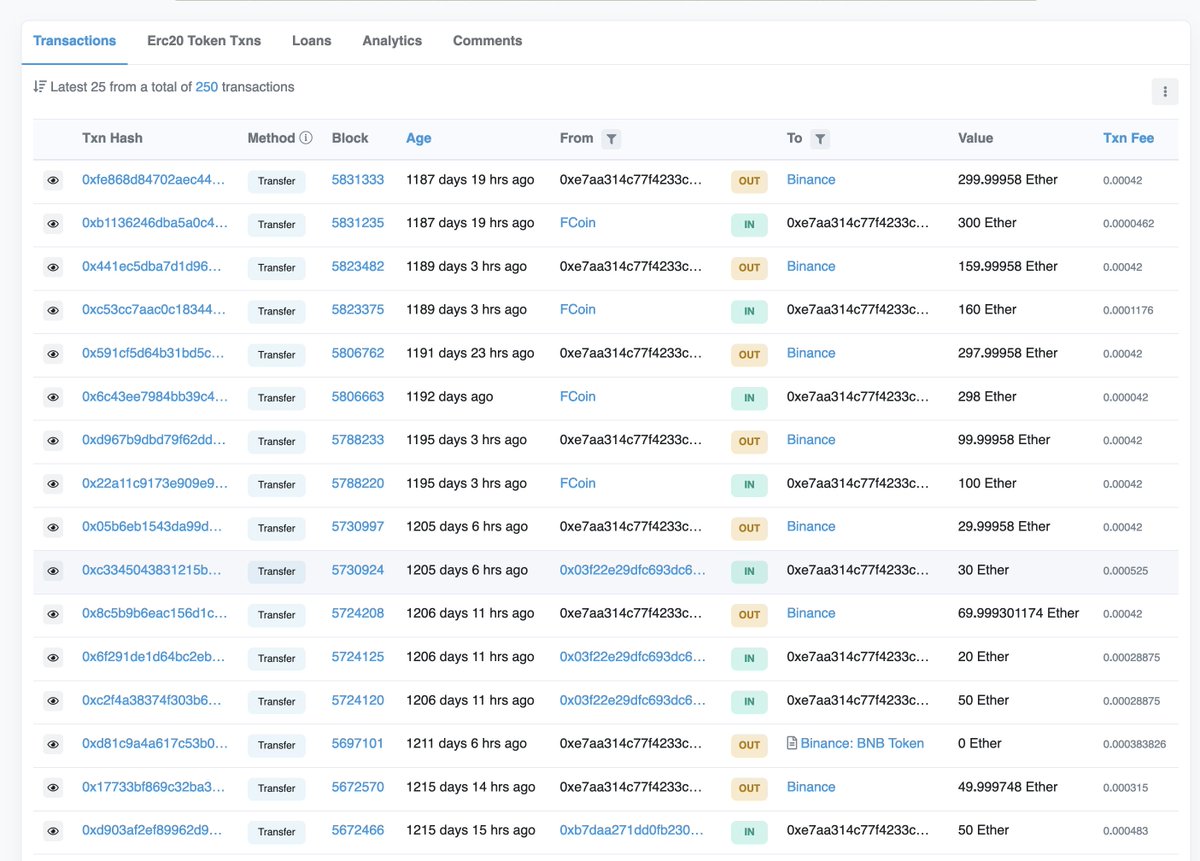 Transactions Erc20 Token Txns Loans Analytics Comments
Latest 25 from a total of 250 transactions
Txn Hash Method Block Age From To Value Txn Fee
0xfe868d84702aec44... Transfer 5831333 1187 days 19 hrs ago 0xe7aa314c77f4233c... OUT Binance 299.99958 Ether 0.00042
0xb1136246dba5a0c4... Transfer 5831235 1187 days 19 hrs ago FCoin IN 0xe7aa314c77f4233c... 300 Ether 0.0000462
0x441ec5dba7d1d96... Transfer 5823482 1189 days 3 hrs ago 0xe7aa314c77f4233c... OUT Binance 159.99958 Ether 0.00042
0xc53cc7aac0c18344... Transfer 5823375 1189 days 3 hrs ago FCoin IN 0xe7aa314c77f4233c... 160 Ether 0.0001176
0x591cf5d64b31bd5c... Transfer 5806762 1191 days 23 hrs ago 0xe7aa314c77f4233c... OUT Binance 297.99958 Ether 0.00042
0x6c43ee7984bb39c4... Transfer 5806663 1192 days ago FCoin IN 0xe7aa314c77f4233c... 298 Ether 0.000042
0xd967b9dbd79f62dd... Transfer 5788233 1195 days 3 hrs ago 0xe7aa314c77f4233c... OUT Binance 99.99958 Ether 0.00042
0x22a11c9173e909e9... Transfer 5788220 1195 days 3 hrs ago FCoin IN 0xe7aa314c77f4233c... 100 Ether 0.00042
0x05b6eb1543da99d... Transfer 5730997 1205 days 6 hrs ago 0xe7aa314c77f4233c... OUT Binance 29.99958 Ether 0.00042
0xc3345043831215b... Transfer 5730924 1205 days 6 hrs ago 0x03f22e29dfc693dc6... IN 0xe7aa314c77f4233c... 30 Ether 0.000525
0x8c5b9b6eac156d1c... Transfer 5724208 1206 days 11 hrs ago 0xe7aa314c77f4233c... OUT Binance 69.999301174 Ether 0.00042
0x6f291de1d64bc2eb... Transfer 5724125 1206 days 11 hrs ago 0x03f22e29dfc693dc6... IN 0xe7aa314c77f4233c... 20 Ether 0.00028875
0xc2f4a38374f303b6... Transfer 5724120 1206 days 11 hrs ago 0x03f22e29dfc693dc6... IN 0xe7aa314c77f4233c... 50 Ether 0.00028875
0xd81c9a4a617c53b0... Transfer 5697101 1211 days 6 hrs ago 0xe7aa314c77f4233c... OUT Binance: BNB Token 0 Ether 0.000383826
0x17733bf869c32ba3... Transfer 5672570 1215 days 14 hrs ago 0xe7aa314c77f4233c... OUT Binance 49.999748 Ether 0.000315
0xd903af2ef89962d9... Transfer 5672466 1215 days 15 hrs ago 0xb7daa271dd0fb230... IN 0xe7aa314c77f4233c... 50 Ether 0.000483